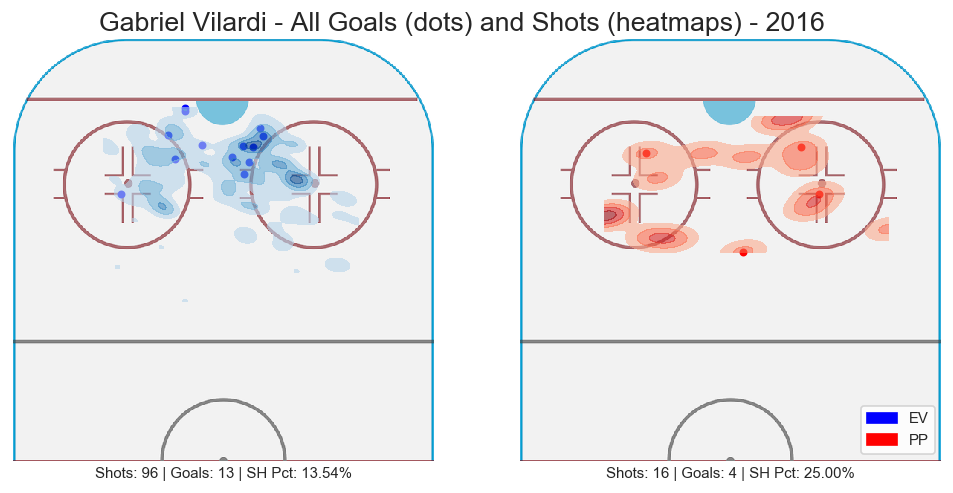 Gabriel Vilardi - All Goals (dots) and Shots (heatmaps) - 2016
EV
PP
Shots: 96 | Goals: 13 | SH Pct: 13.54%
Shots: 16 | Goals: 4 | SH Pct: 25.00%